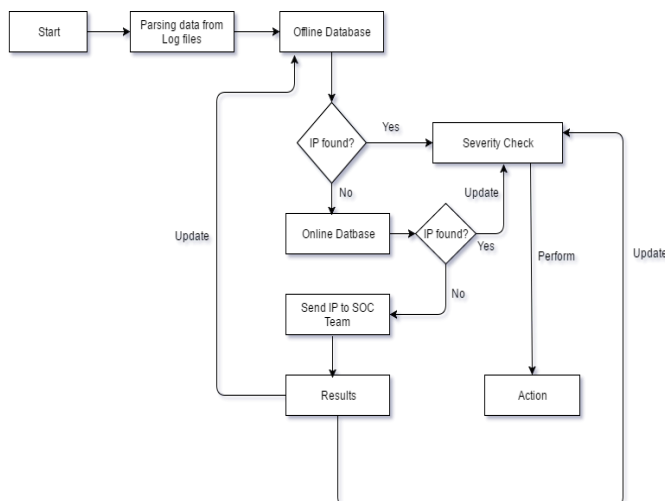 Start
Parsing data from
Log files
Offline Database
IP found?
Yes
Severity Check
No
Update
Online Datbase
IP found?
Yes
Update
Perform
Update
No
Send IP to SOC
Team
Results
Action